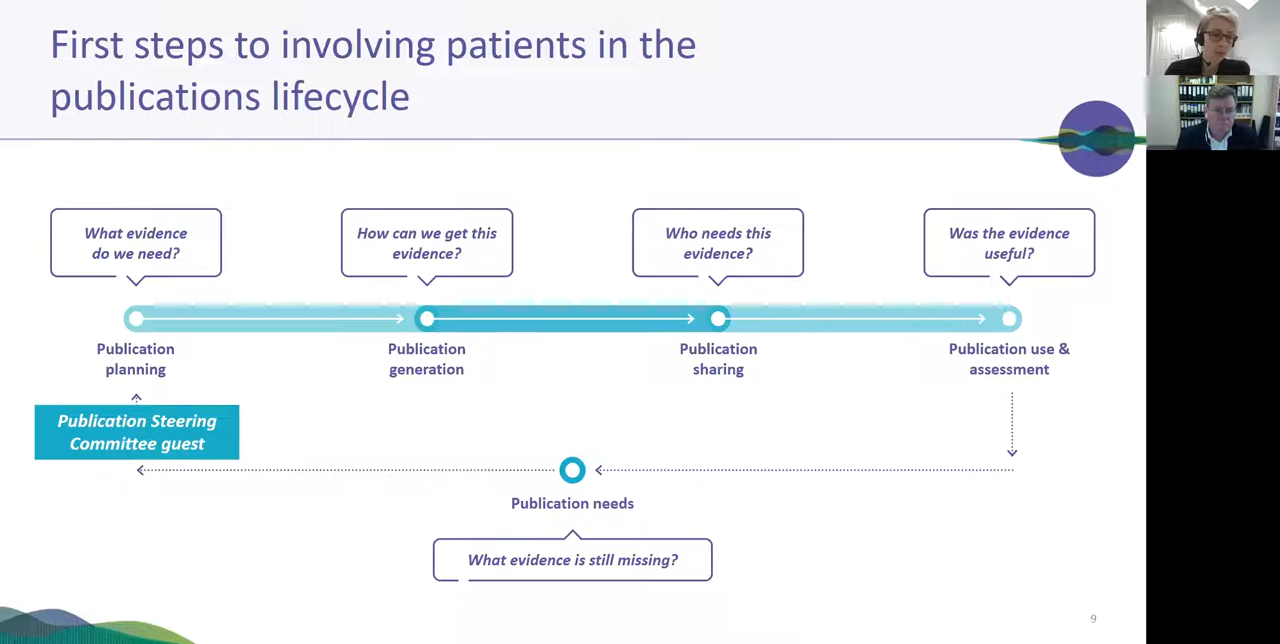 First steps to involving patients in the
publications lifecycle
What evidence
do we need?
How can we get this
evidence?
Who needs this
evidence?
Was the evidence
useful?
Publication
planning
Publication
generation
Publication
sharing
Publication use &
assessment
Publication Steering
Committee guest
Publication needs
What evidence is still missing?
9